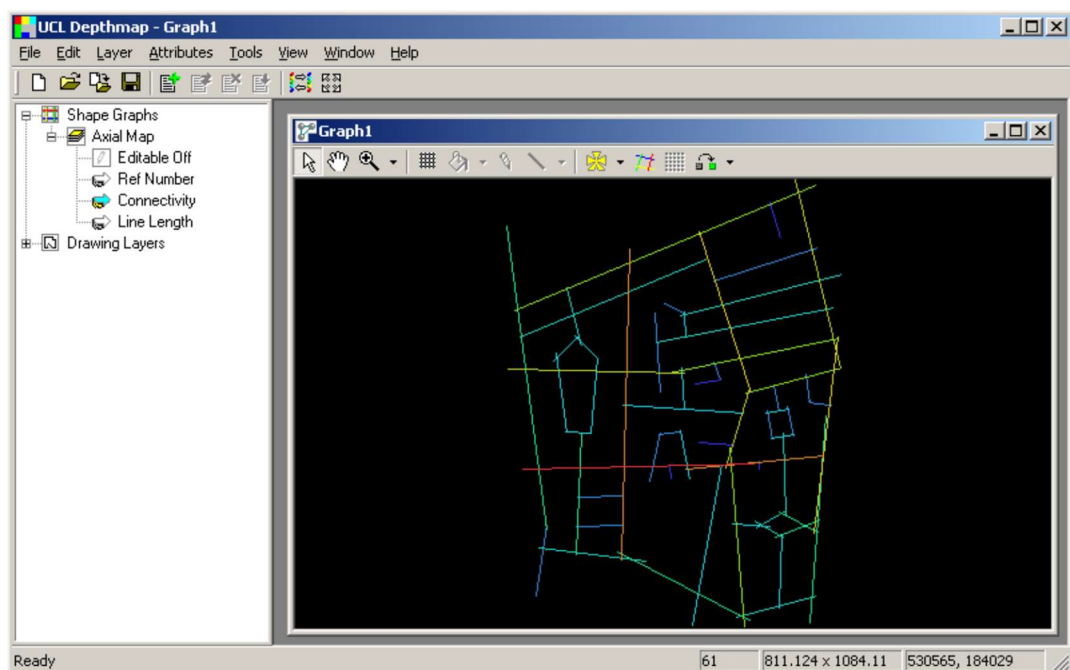 UCL Depthmap - Graph1
File Edit Layer Attributes Tools View Window Help
Shape Graphs
Axial Map
Editable Off
Ref Number
Connectivity
Line Length
Drawing Layers
Graph1
Ready 61 811.124 x 1084.11 530565, 184029